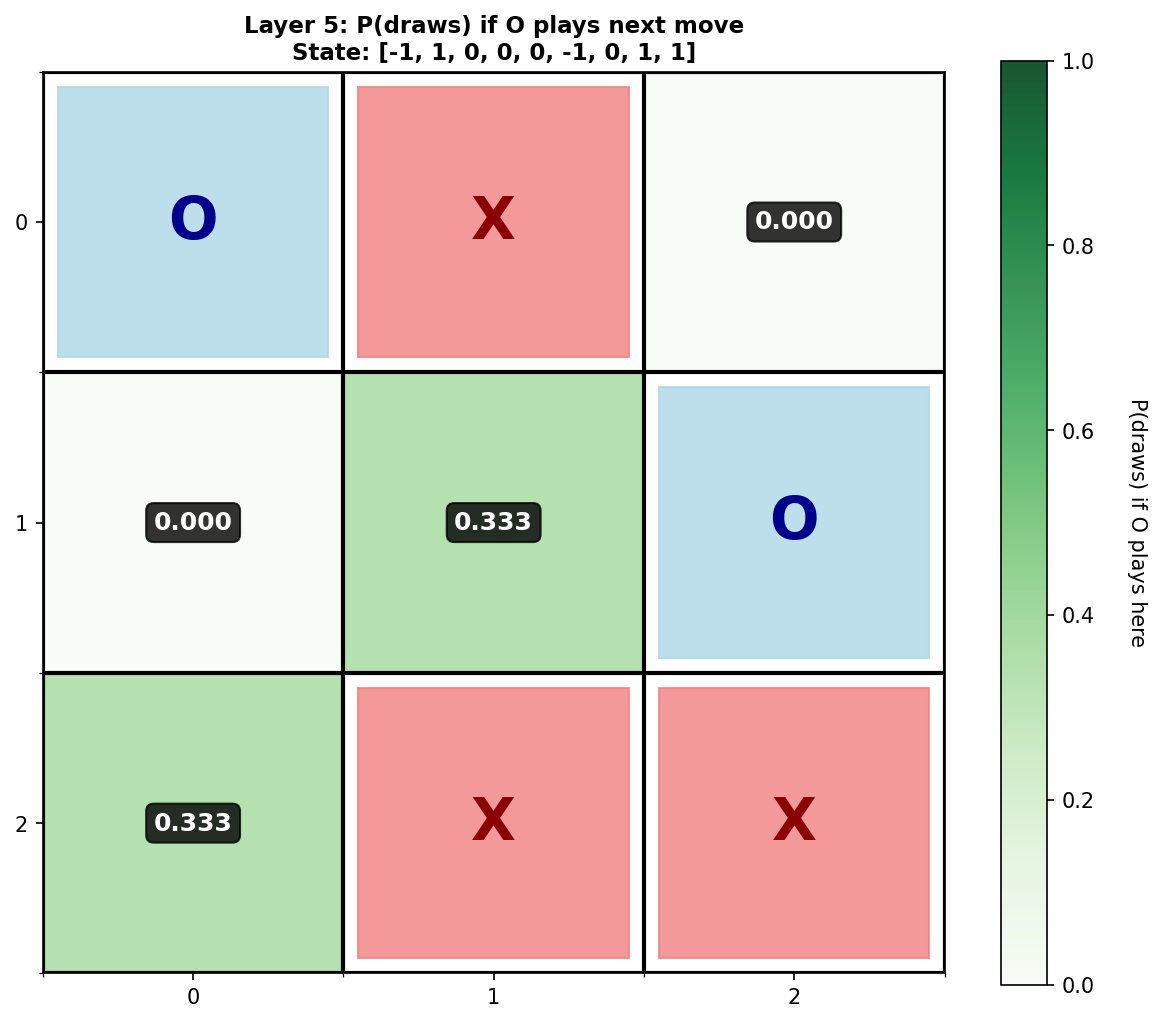 Layer 5: P(draws) if O plays next move
State: [-1, 1, 0, 0, 0, -1, 0, 1, 1]
O X 0.000
0.000 0.333 O
0.333 X X
0
1
2
0 1 2
1.0
0.8
0.6
0.4
0.2
0.0
P(draws) if O plays here